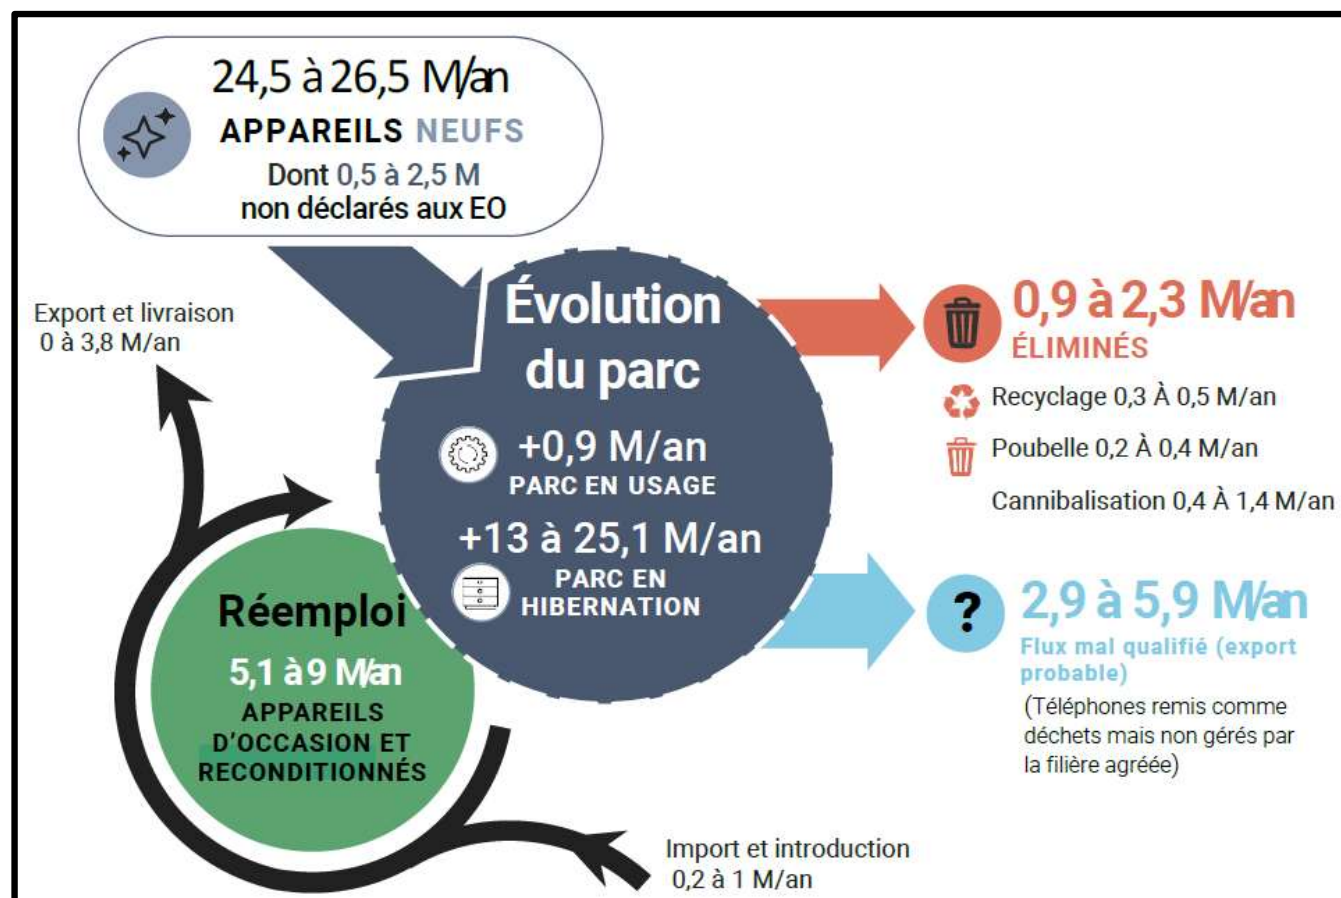 24,5 à 26,5 M/an
APPAREILS NEUFS
Dont 0,5 à 2,5 M
non déclarés aux EO
Export et livraison
0 à 3,8 M/an
Évolution
du parc
+0,9 M/an
PARC EN USAGE
+13 à 25,1 M/an
PARC EN
HIBERNATION
0,9 à 2,3 M/an
ÉLIMINÉS
Recyclage 0,3 À 0,5 M/an
Poubelle 0,2 À 0,4 M/an
Cannibalisation 0,4 À 1,4 M/an
?
2,9 à 5,9 M/an
Flux mal qualifié (export
probable)
(Téléphones remis comme
déchets mais non gérés par
la filière agréée)
Réemploi
5,1 à 9 M/an
APPAREILS
D'OCCASION ET
RECONDITIONNÉS
Import et introduction
0,2 à 1 M/an